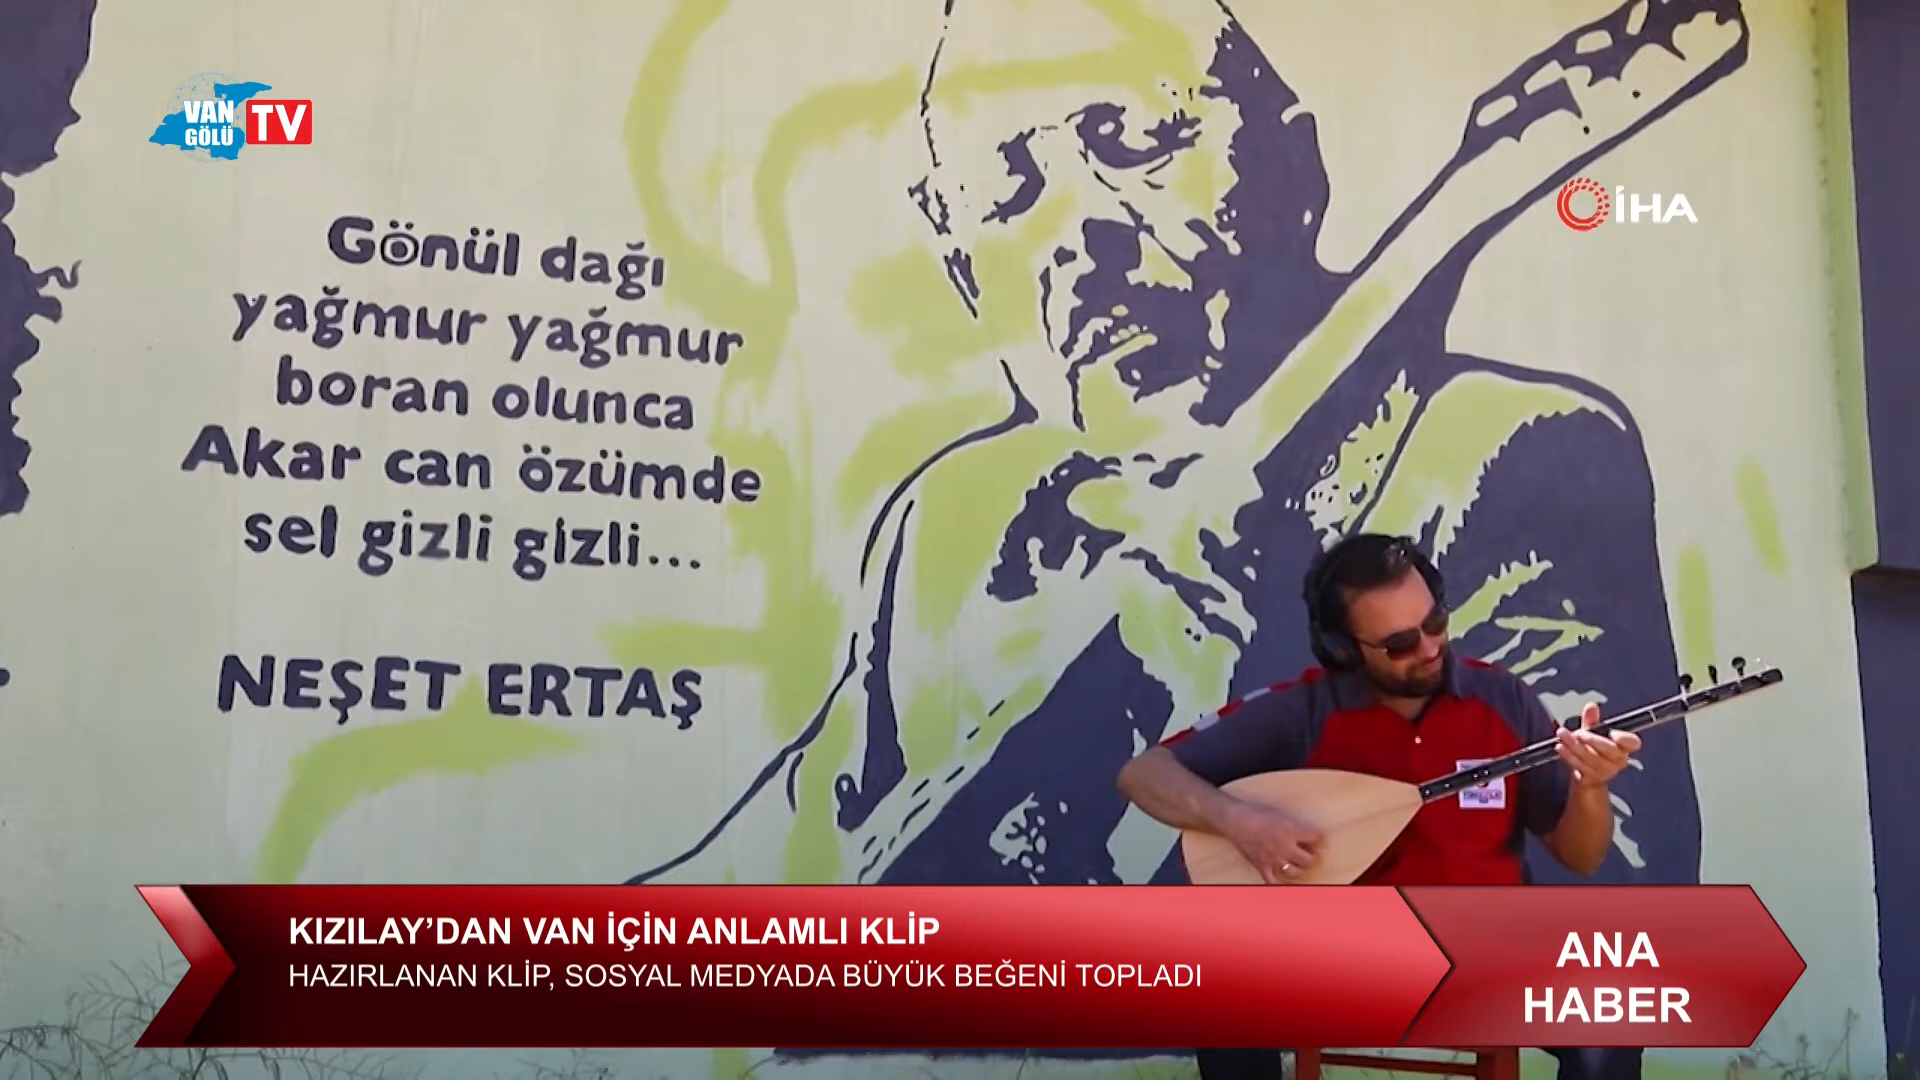 VAN
GÖLÜ
TV
İHA
Gönül dağı
yağmur yağmur
boran olunca
Akar can özümde
sel gizli gizli...
NEŞET ERTAŞ
KIZILAY’DAN VAN İÇİN ANLAMLI KLİP
HAZIRLANAN KLİP, SOSYAL MEDYADA BÜYÜK BEĞENİ TOPLADI
ANA
HABER